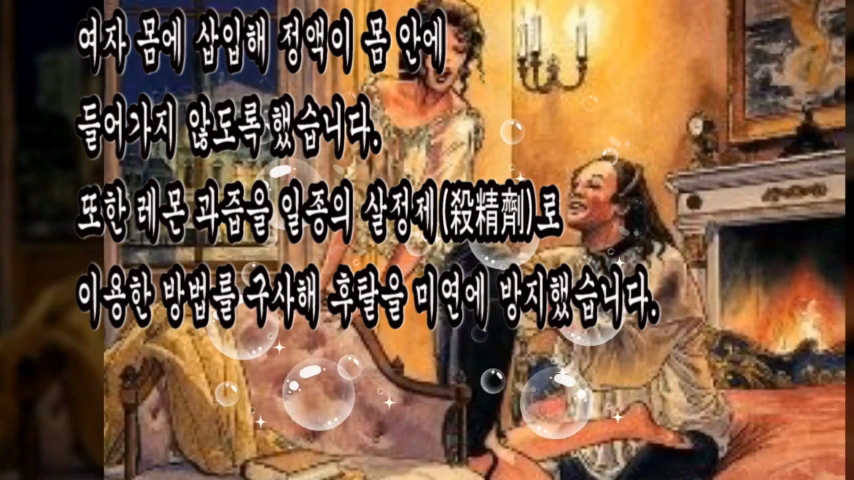 여자 몸에 삽입해 정액이 몸 안에
들어가지 않도록 했습니다.
또한 레몬 과즙을 일종의 살정제(殺精劑)로
이용한 방법를 구사해 후탈을 미연에 방지했습니다.